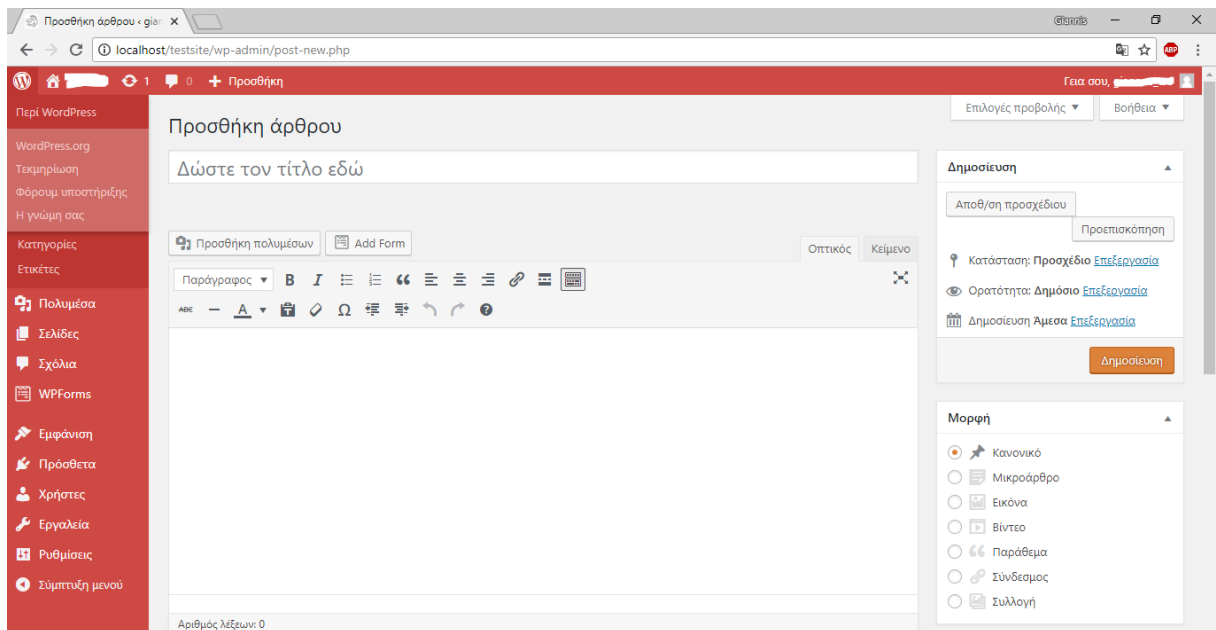 Προσθήκη άρθρου ‹ gian
Giannis
localhost/testsite/wp-admin/post-new.php
ABP
1
0
Προσθήκη
Γεια σου,
Περί WordPress
WordPress.org
Τεκμηρίωση
Φόρουμ υποστήριξης
Η γνώμη σας
Κατηγορίες
Ετικέτες
Πολυμέσα
Σελίδες
Σχόλια
WPForms
Εμφάνιση
Πρόσθετα
Χρήστες
Εργαλεία
Ρυθμίσεις
Σύμπτυξη μενού
Επιλογές προβολής
Βοήθεια
Προσθήκη άρθρου
Δώστε τον τίτλο εδώ
Προσθήκη πολυμέσων
Add Form
Οπτικός
Κείμενο
Παράγραφος
B I
ABE
A
Ω
Αριθμός λέξεων: 0
Δημοσίευση
Αποθ/ση προσχέδιου
Προεπισκόπηση
Κατάσταση: Προσχέδιο Επεξεργασία
Ορατότητα: Δημόσιο Επεξεργασία
Δημοσίευση Άμεσα Επεξεργασία
Δημοσίευση
Μορφή
Κανονικό
Μικροάρθρο
Εικόνα
Βίντεο
Παράθεμα
Σύνδεσμος
Συλλογή